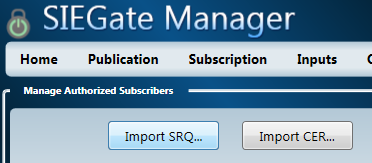 SIEGate Manager
Home Publication Subscription Inputs
Manage Authorized Subscribers
Import SRQ... Import CER...